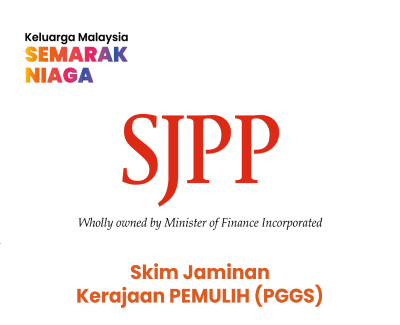 Keluarga Malaysia
SEMARAK
NIAGA
SJPP
Wholly owned by Minister of Finance Incorporated
Skim Jaminan
Kerajaan PEMULIH (PGGS)